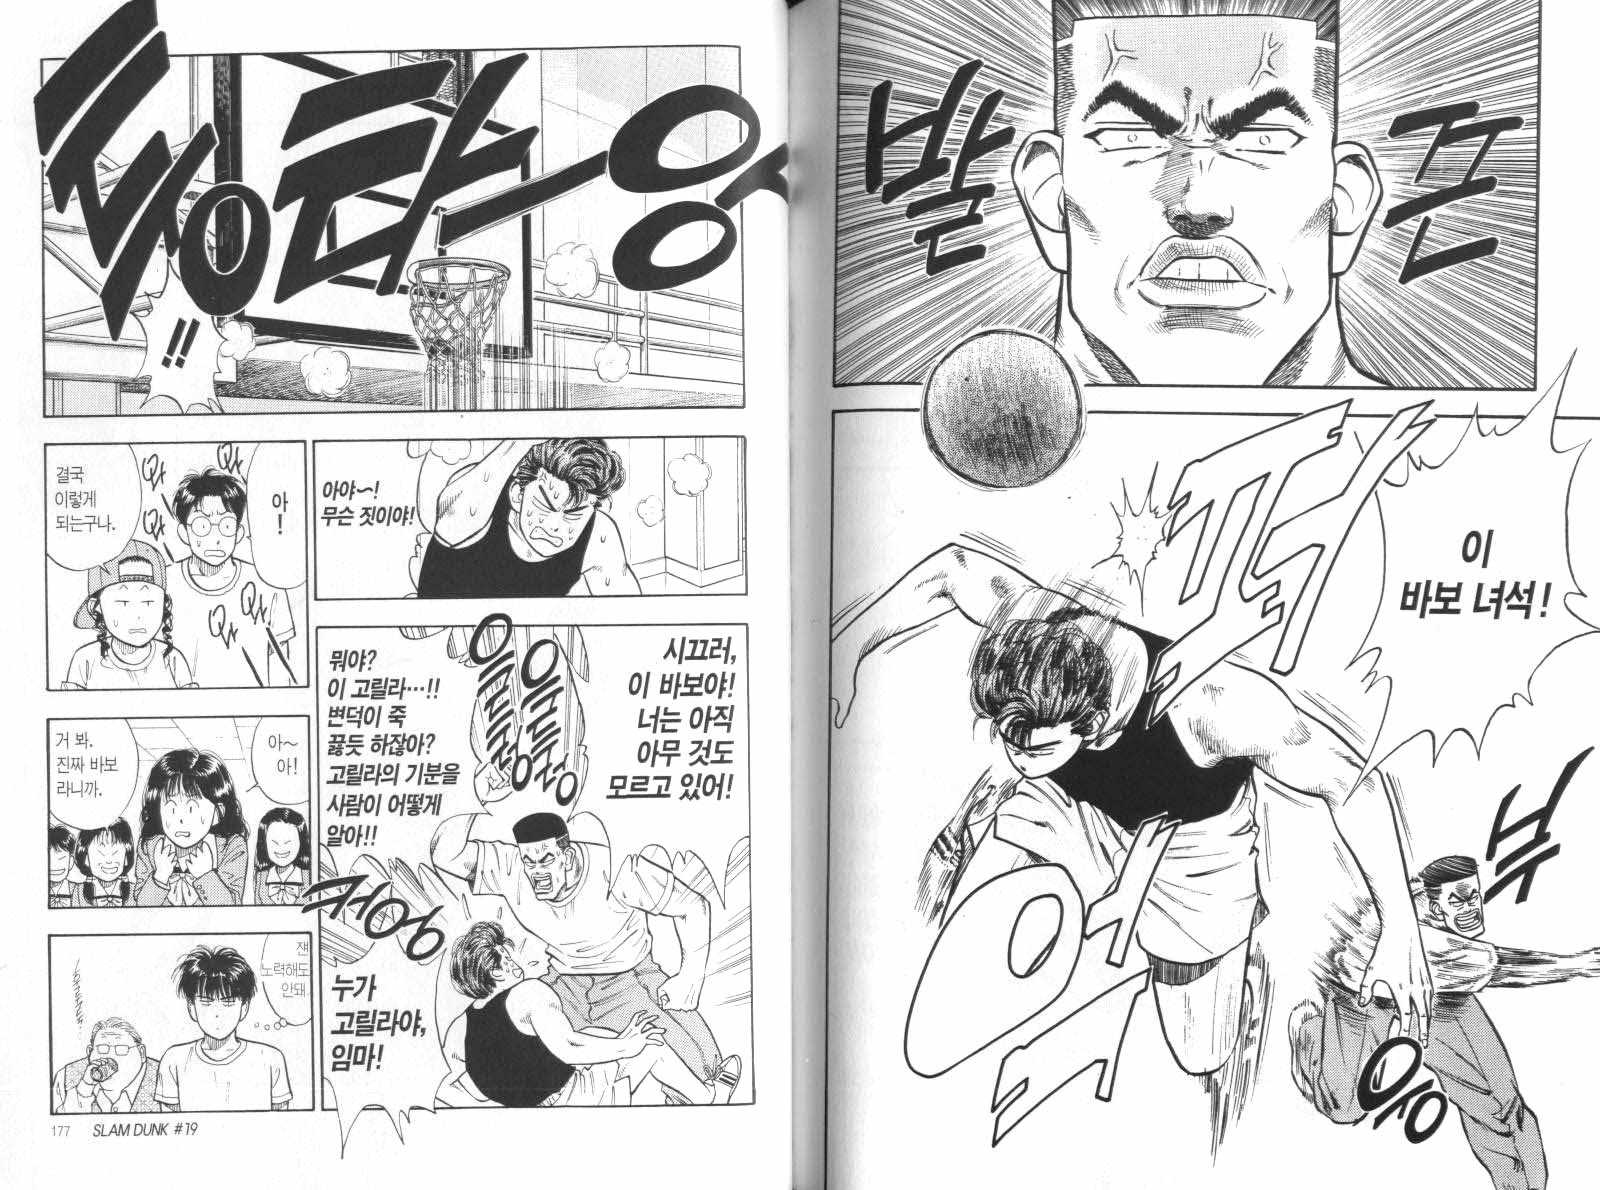 발
끈
이
바보 녀석!
퍼
억
부
웅
타
앙
!!
아야~!
무슨 짓이야!
시끄러,
이 바보야!
너는 아직
아무 것도
모르고 있어!
뭐야?
이 고릴라…!!
변덕이 죽
끓듯 하잖아?
고릴라의 기분을
사람이 어떻게
알아!!
누가
고릴라야,
임마!
아
!
결국
이렇게
되는구나.
와
와
와
와
와
아~
아!
거 봐.
진짜 바보
라니까.
쟨
노력해도
안돼.
177 SLAM DUNK #19